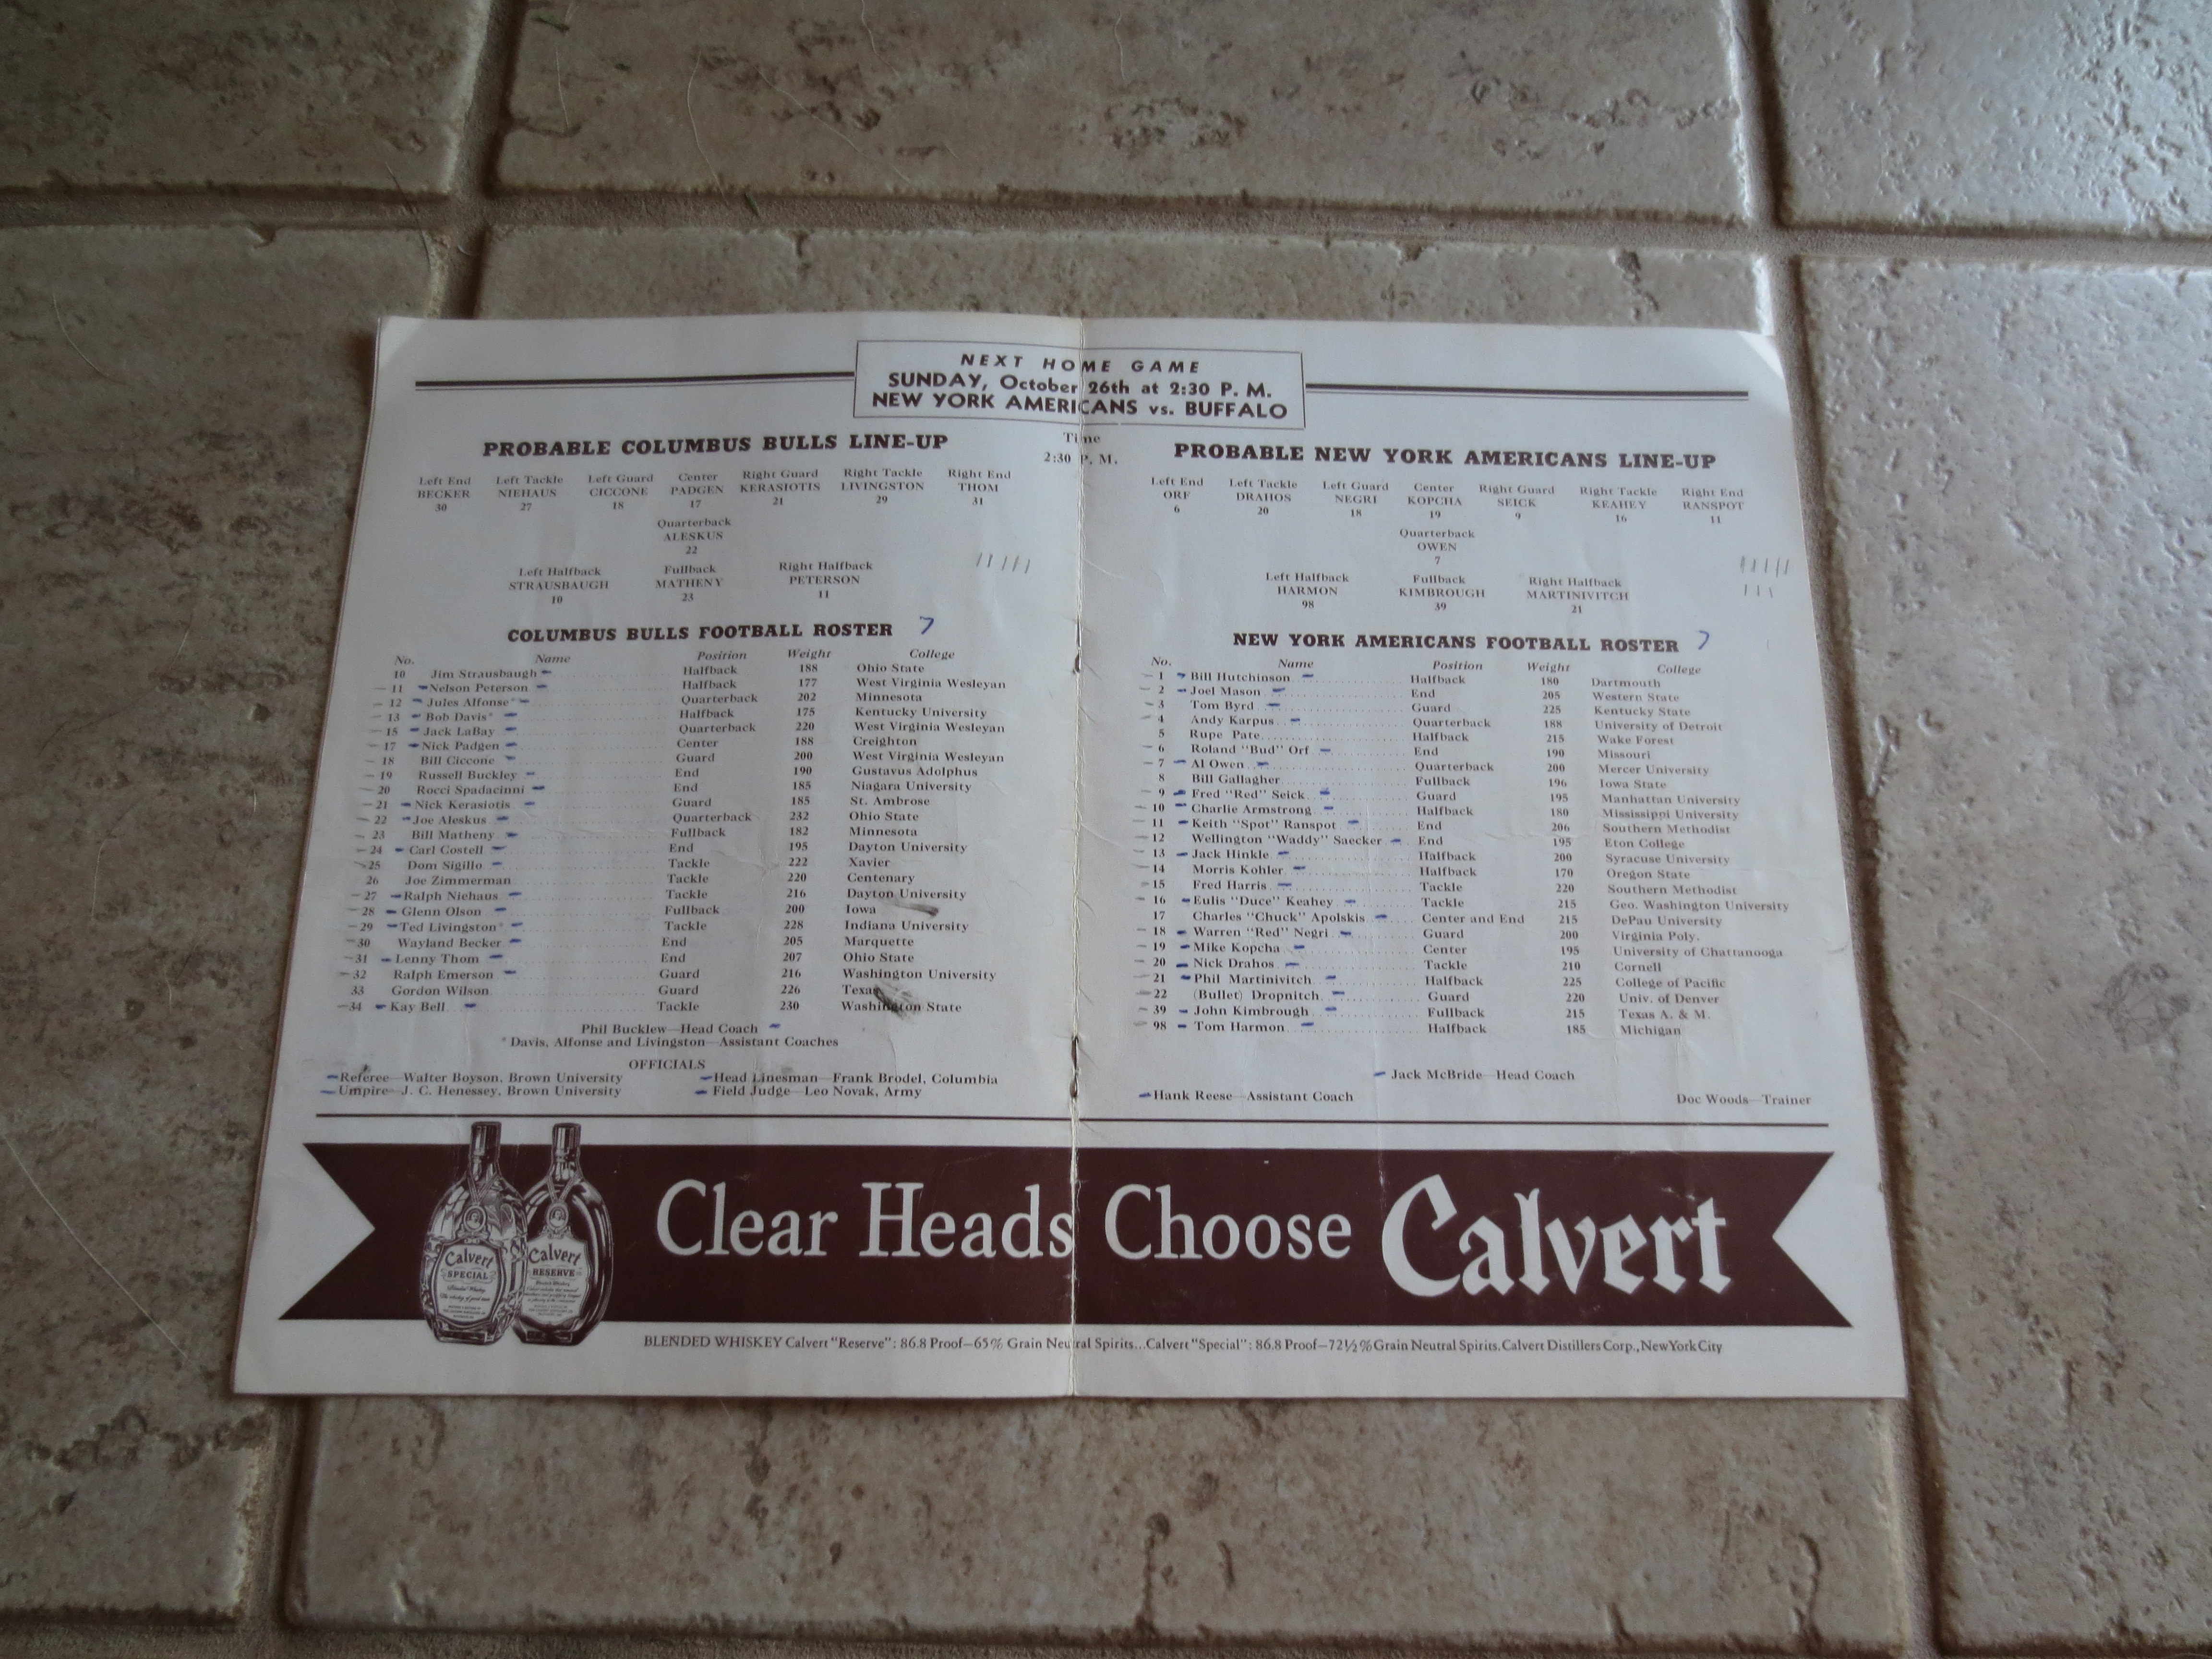 NEXT HOME GAME
SUNDAY, October 26th at 2:30 P. M.
NEW YORK AMERICANS vs. BUFFALO
PROBABLE COLUMBUS BULLS LINE-UP
Left End Left Tackle Left Guard Center Right Guard Right Tackle Right End
BECKER NIEHAUS CICCONE PADGEN KERASIOTIS LIVINGSTON THOM
30 27 18 17 21 29 31
Quarterback
ALESKUS
22
Left Halfback Fullback Right Halfback
STRAUSBAUGH MATHENY PETERSON
10 23 11
Time
2:30 P. M.
PROBABLE NEW YORK AMERICANS LINE-UP
Left End Left Tackle Left Guard Center Right Guard Right Tackle Right End
ORF DRAHOS NEGRI KOPCHA SEICK KEAHEY RANSPOT
6 20 18 19 9 16 11
Quarterback
OWEN
7
Left Halfback Fullback Right Halfback
HARMON KIMBROUGH MARTINIVITCH
98 39 21
COLUMBUS BULLS FOOTBALL ROSTER 7
No. Name Position Weight College
10 Jim Strausbaugh Halfback 188 Ohio State
11 Nelson Peterson Halfback 177 West Virginia Wesleyan
12 Jules Alfonse* Quarterback 202 Minnesota
13 Bob Davis* Halfback 175 Kentucky University
15 Jack LaBay Quarterback 220 West Virginia Wesleyan
17 Nick Padgen Center 188 Creighton
18 Bill Ciccone Guard 200 West Virginia Wesleyan
19 Russell Buckley End 190 Gustavus Adolphus
20 Rocci Spadacinni End 185 Niagara University
21 Nick Kerasiotis Guard 185 St. Ambrose
22 Joe Aleskus Quarterback 232 Ohio State
23 Bill Matheny Fullback 182 Minnesota
24 Carl Costell End 195 Dayton University
25 Dom Sigillo Tackle 222 Xavier
26 Joe Zimmerman Tackle 220 Centenary
27 Ralph Niehaus Tackle 216 Dayton University
28 Glenn Olson Fullback 200 Iowa
29 Ted Livingston* Tackle 228 Indiana University
30 Wayland Becker End 205 Marquette
31 Lenny Thom End 207 Ohio State
32 Ralph Emerson Guard 216 Washington University
33 Gordon Wilson Guard 226 Texas
34 Kay Bell Tackle 230 Washington State
Phil Bucklew—Head Coach
*Davis, Alfonse and Livingston—Assistant Coaches
OFFICIALS
Referee—Walter Boyson, Brown University Head Linesman—Frank Brodel, Columbia
Umpire—J. C. Henessey, Brown University Field Judge—Leo Novak, Army
NEW YORK AMERICANS FOOTBALL ROSTER 7
No. Name Position Weight College
1 Bill Hutchinson Halfback 180 Dartmouth
2 Joel Mason End 205 Western State
3 Tom Byrd Guard 225 Kentucky State
4 Andy Karpus Quarterback 188 University of Detroit
5 Rupe Pate Halfback 215 Wake Forest
6 Roland "Bud" Orf End 190 Missouri
7 Al Owen Quarterback 200 Mercer University
8 Bill Gallagher Fullback 196 Iowa State
9 Fred "Red" Seick Guard 195 Manhattan University
10 Charlie Armstrong Halfback 180 Mississippi University
11 Keith "Spot" Ranspot End 206 Southern Methodist
12 Wellington "Waddy" Saecker End 195 Eton College
13 Jack Hinkle Halfback 200 Syracuse University
14 Morris Kohler Halfback 170 Oregon State
15 Fred Harris Tackle 220 Southern Methodist
16 Eulis "Duce" Keahey Tackle 215 Geo. Washington University
17 Charles "Chuck" Apolskis Center and End 215 DePau University
18 Warren "Red" Negri Guard 200 Virginia Poly.
19 Mike Kopcha Center 195 University of Chattanooga
20 Nick Drahos Tackle 210 Cornell
21 Phil Martinivitch Halfback 225 College of Pacific
22 (Bullet) Dropnitch Guard 220 Univ. of Denver
39 John Kimbrough Fullback 215 Texas A. & M.
98 Tom Harmon Halfback 185 Michigan
Jack McBride—Head Coach
Hank Reese—Assistant Coach Doc Woods—Trainer
Calvert SPECIAL
Calvert RESERVE
Clear Heads Choose Calvert
BLENDED WHISKEY Calvert "Reserve": 86.8 Proof—65% Grain Neutral Spirits...Calvert "Special": 86.8 Proof—72½% Grain Neutral Spirits. Calvert Distillers Corp., New York City